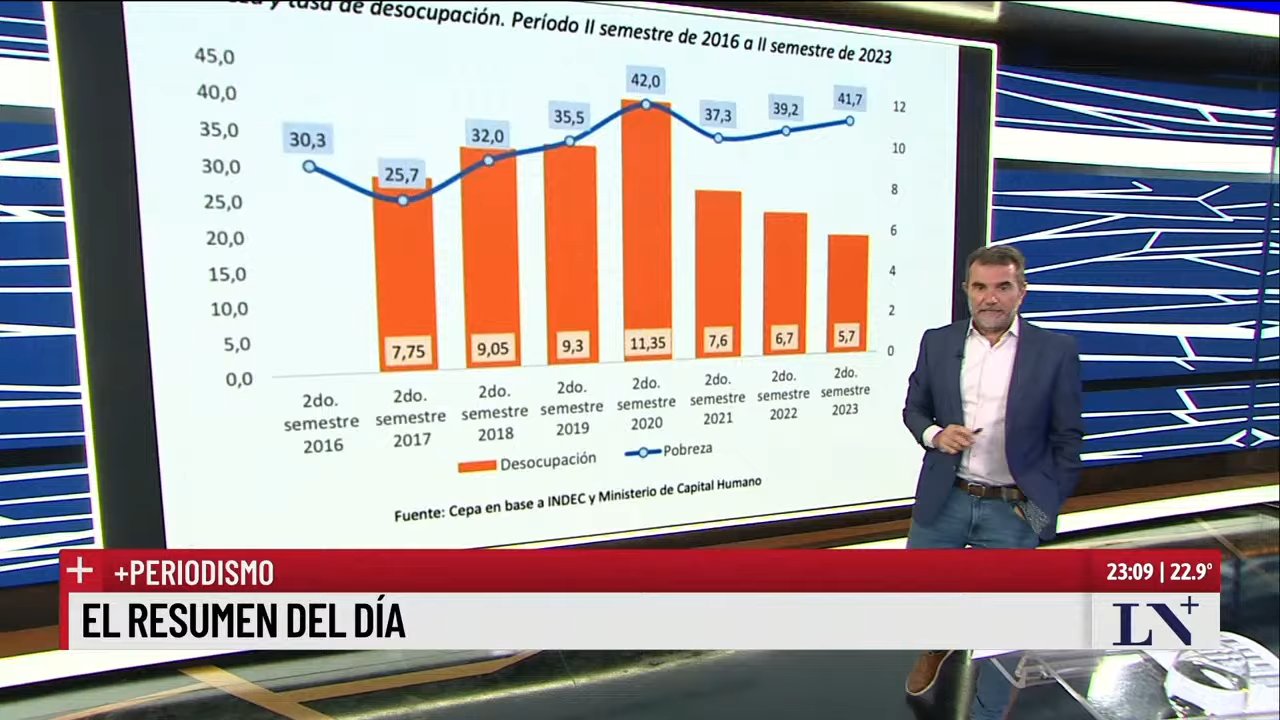 y tasa de desocupación. Período II semestre de 2016 a II semestre de 2023
45,0
40,0
35,0
30,0
25,0
20,0
15,0
10,0
5,0
0,0
30,3
25,7
32,0
35,5
42,0
37,3
39,2
41,7
12
10
8
6
4
2
0
7,75
9,05
9,3
11,35
7,6
6,7
5,7
2do.
semestre
2016
2do.
semestre
2017
2do.
semestre
2018
2do.
semestre
2019
2do.
semestre
2020
2do.
semestre
2021
2do.
semestre
2022
2do.
semestre
2023
Desocupación
Pobreza
Fuente: Cepa en base a INDEC y Ministerio de Capital Humano
+PERIODISMO
23:09 | 22.9°
EL RESUMEN DEL DÍA
LN+